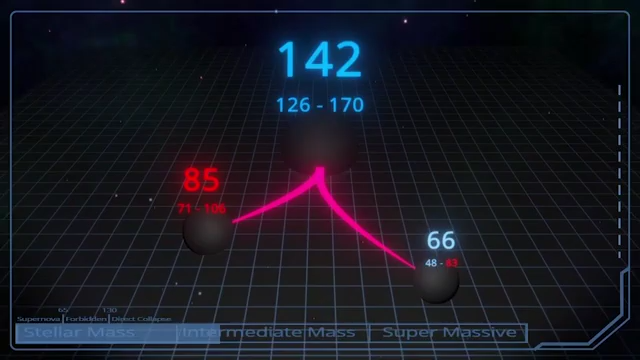 142
126 - 170
85
71 - 106
66
48 - 83
65 130
Supernova Forbidden Direct Collapse
Stellar Mass Intermediate Mass Super Massive